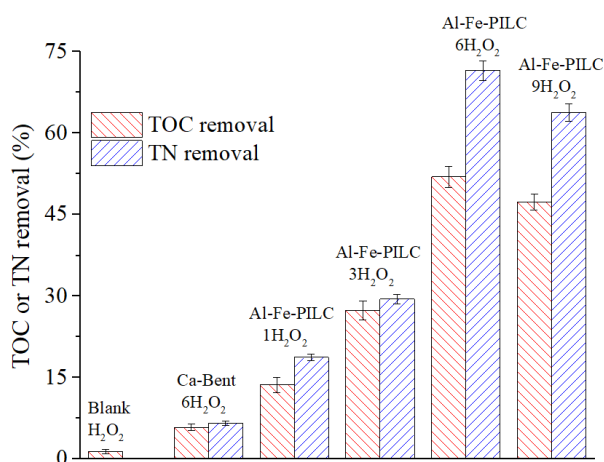 TOC or TN removal (%)
75
60
45
30
15
0
TOC removal
TN removal
Blank
H₂O₂
Ca-Bent
6H₂O₂
Al-Fe-PILC
1H₂O₂
Al-Fe-PILC
3H₂O₂
Al-Fe-PILC
6H₂O₂
Al-Fe-PILC
9H₂O₂